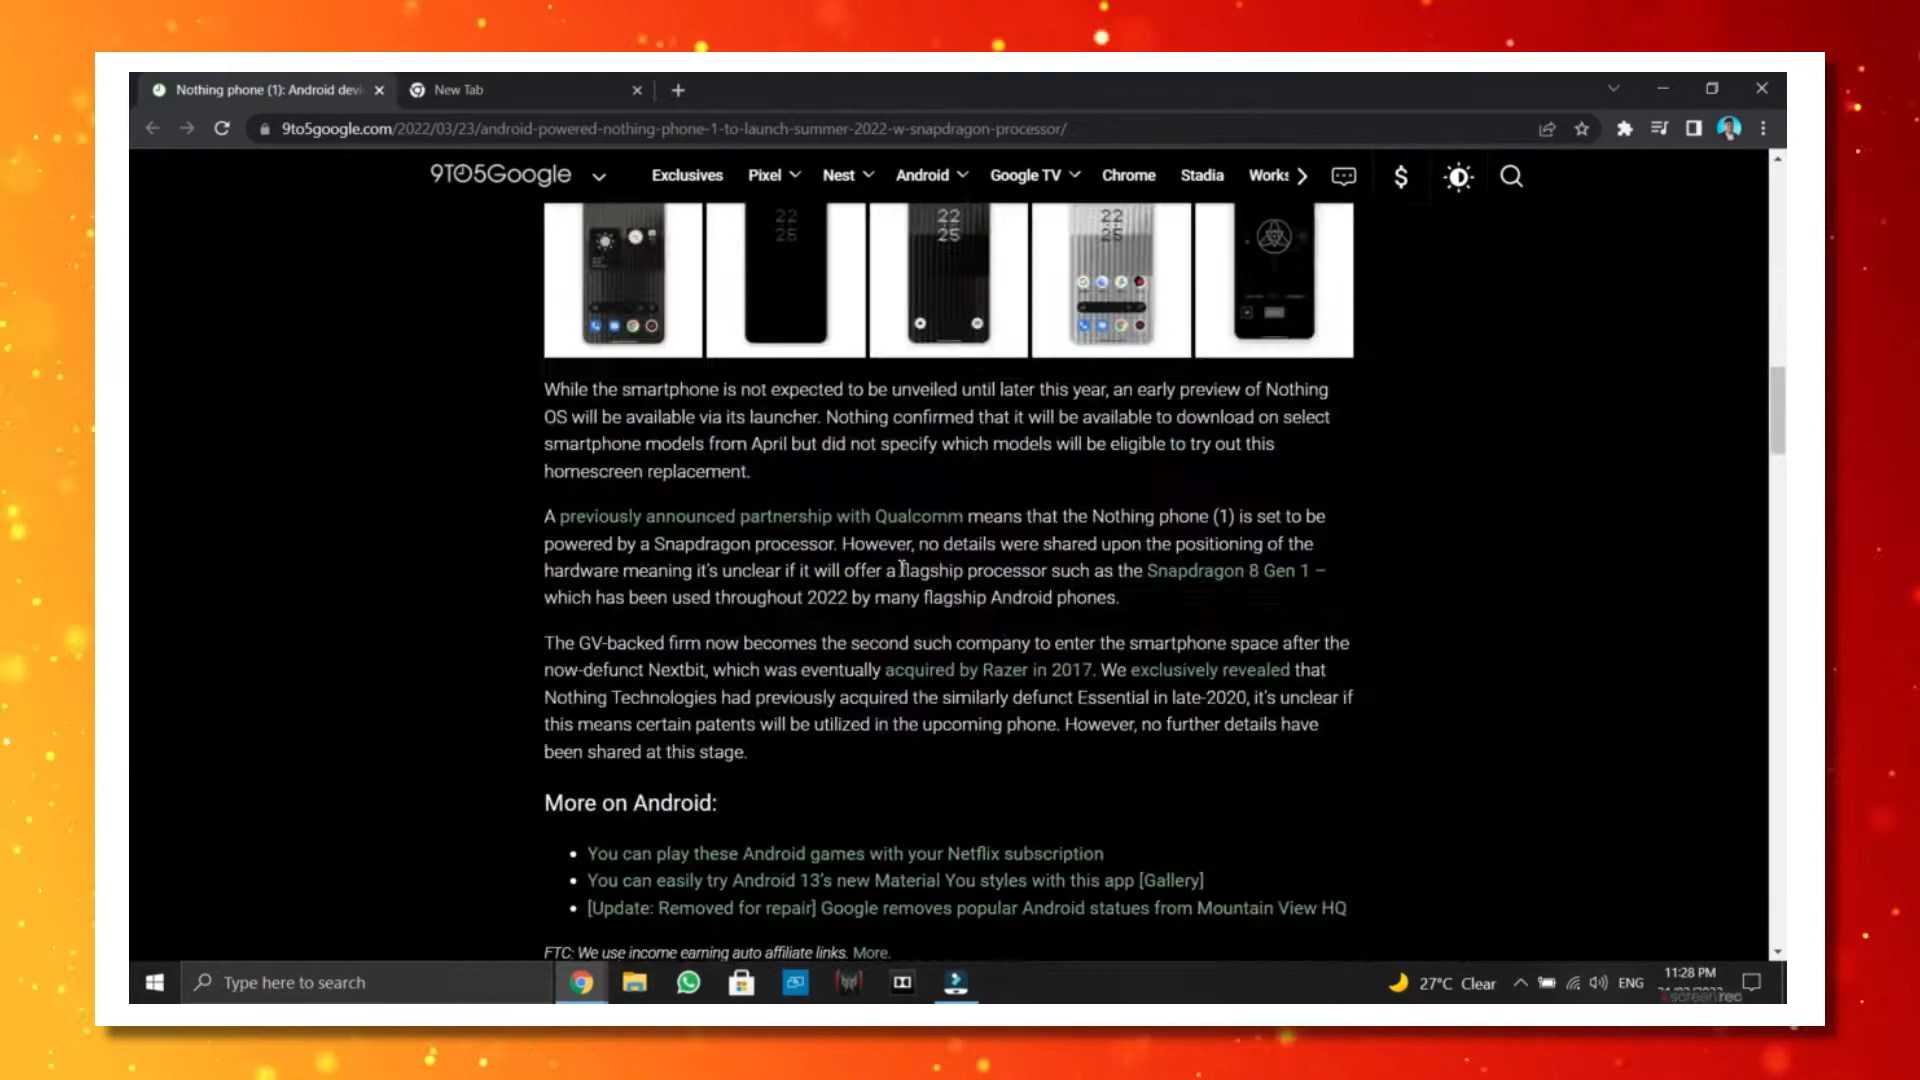 Nothing phone (1): Android devi
New Tab
9to5google.com/2022/03/23/android-powered-nothing-phone-1-to-launch-summer-2022-w-snapdragon-processor/
9TO5Google
Exclusives
Pixel
Nest
Android
Google TV
Chrome
Stadia
Works
22
25
22
25
22
25
While the smartphone is not expected to be unveiled until later this year, an early preview of Nothing
OS will be available via its launcher. Nothing confirmed that it will be available to download on select
smartphone models from April but did not specify which models will be eligible to try out this
homescreen replacement.
A previously announced partnership with Qualcomm means that the Nothing phone (1) is set to be
powered by a Snapdragon processor. However, no details were shared upon the positioning of the
hardware meaning it's unclear if it will offer a flagship processor such as the Snapdragon 8 Gen 1 –
which has been used throughout 2022 by many flagship Android phones.
The GV-backed firm now becomes the second such company to enter the smartphone space after the
now-defunct Nextbit, which was eventually acquired by Razer in 2017. We exclusively revealed that
Nothing Technologies had previously acquired the similarly defunct Essential in late-2020, it's unclear if
this means certain patents will be utilized in the upcoming phone. However, no further details have
been shared at this stage.
More on Android:
• You can play these Android games with your Netflix subscription
• You can easily try Android 13's new Material You styles with this app [Gallery]
• [Update: Removed for repair] Google removes popular Android statues from Mountain View HQ
FTC: We use income earning auto affiliate links. More.
Type here to search
27°C Clear
ENG
11:28 PM
screenrec